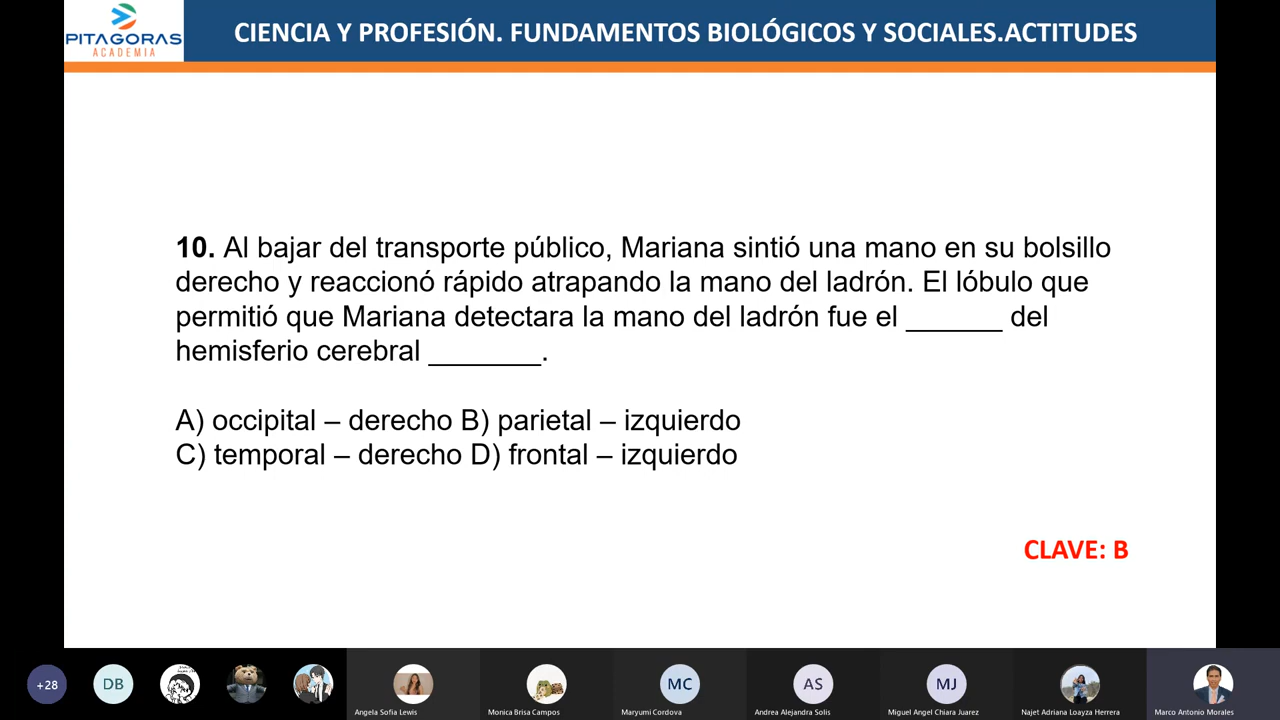 PITAGORAS
ACADEMIA
CIENCIA Y PROFESIÓN. FUNDAMENTOS BIOLÓGICOS Y SOCIALES.ACTITUDES
10. Al bajar del transporte público, Mariana sintió una mano en su bolsillo
derecho y reaccionó rápido atrapando la mano del ladrón. El lóbulo que
permitió que Mariana detectara la mano del ladrón fue el ______ del
hemisferio cerebral _______.
A) occipital – derecho B) parietal – izquierdo
C) temporal – derecho D) frontal – izquierdo
CLAVE: B
+28 DB MC AS MJ
Angela Sofia Lewis Monica Brisa Campos Maryumi Cordova Andrea Alejandra Solis Miguel Angel Chiara Juarez Najet Adriana Loayza Herrera Marco Antonio Morales